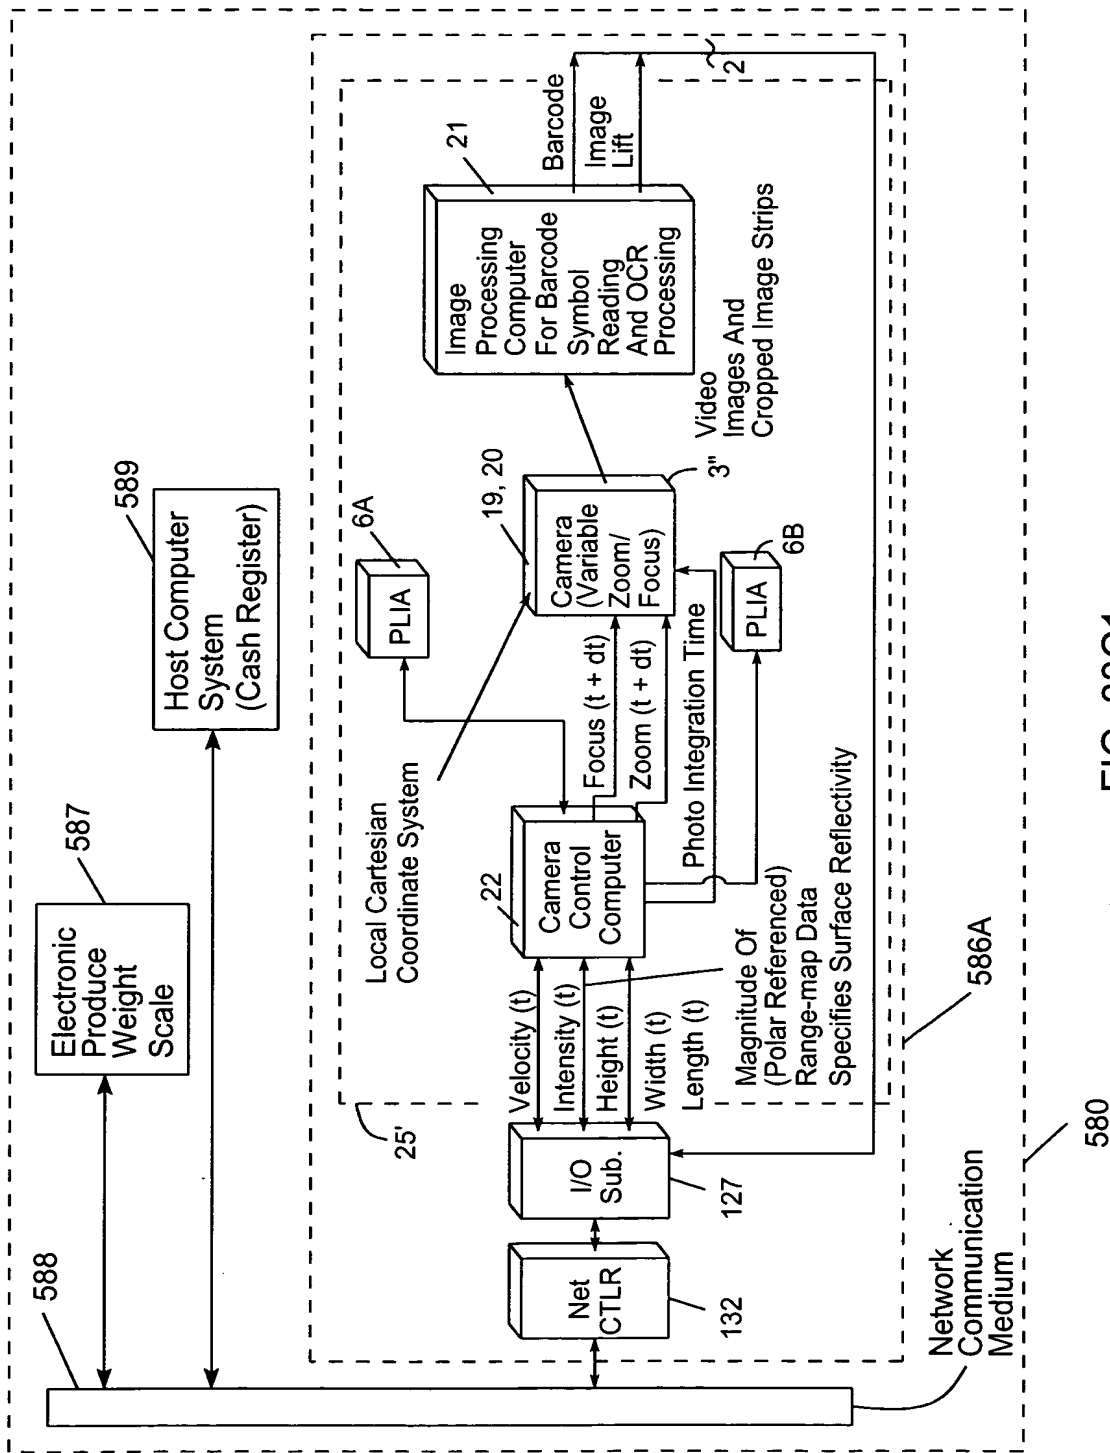 588
587
Electronic
Produce
Weight
Scale
589
Host Computer
System
(Cash Register)
25'
Local Cartesian
Coordinate System
6A
PLIA
19, 20
Camera
(Variable
Zoom/
Focus)
3"
21
Image
Processing
Computer
For Barcode
Symbol
Reading
And OCR
Processing
Barcode
Image
Lift
2
Video
Images And
Cropped Image Strips
22
Camera
Control
Computer
Focus (t + dt)
Zoom (t + dt)
Photo Integration Time
6B
PLIA
Velocity (t)
Intensity (t)
Height (t)
Width (t)
Length (t)
Magnitude Of
(Polar Referenced)
Range-map Data
Specifies Surface Reflectivity
I/O
Sub.
127
Net
CTLR
132
586A
Network
Communication
Medium
580